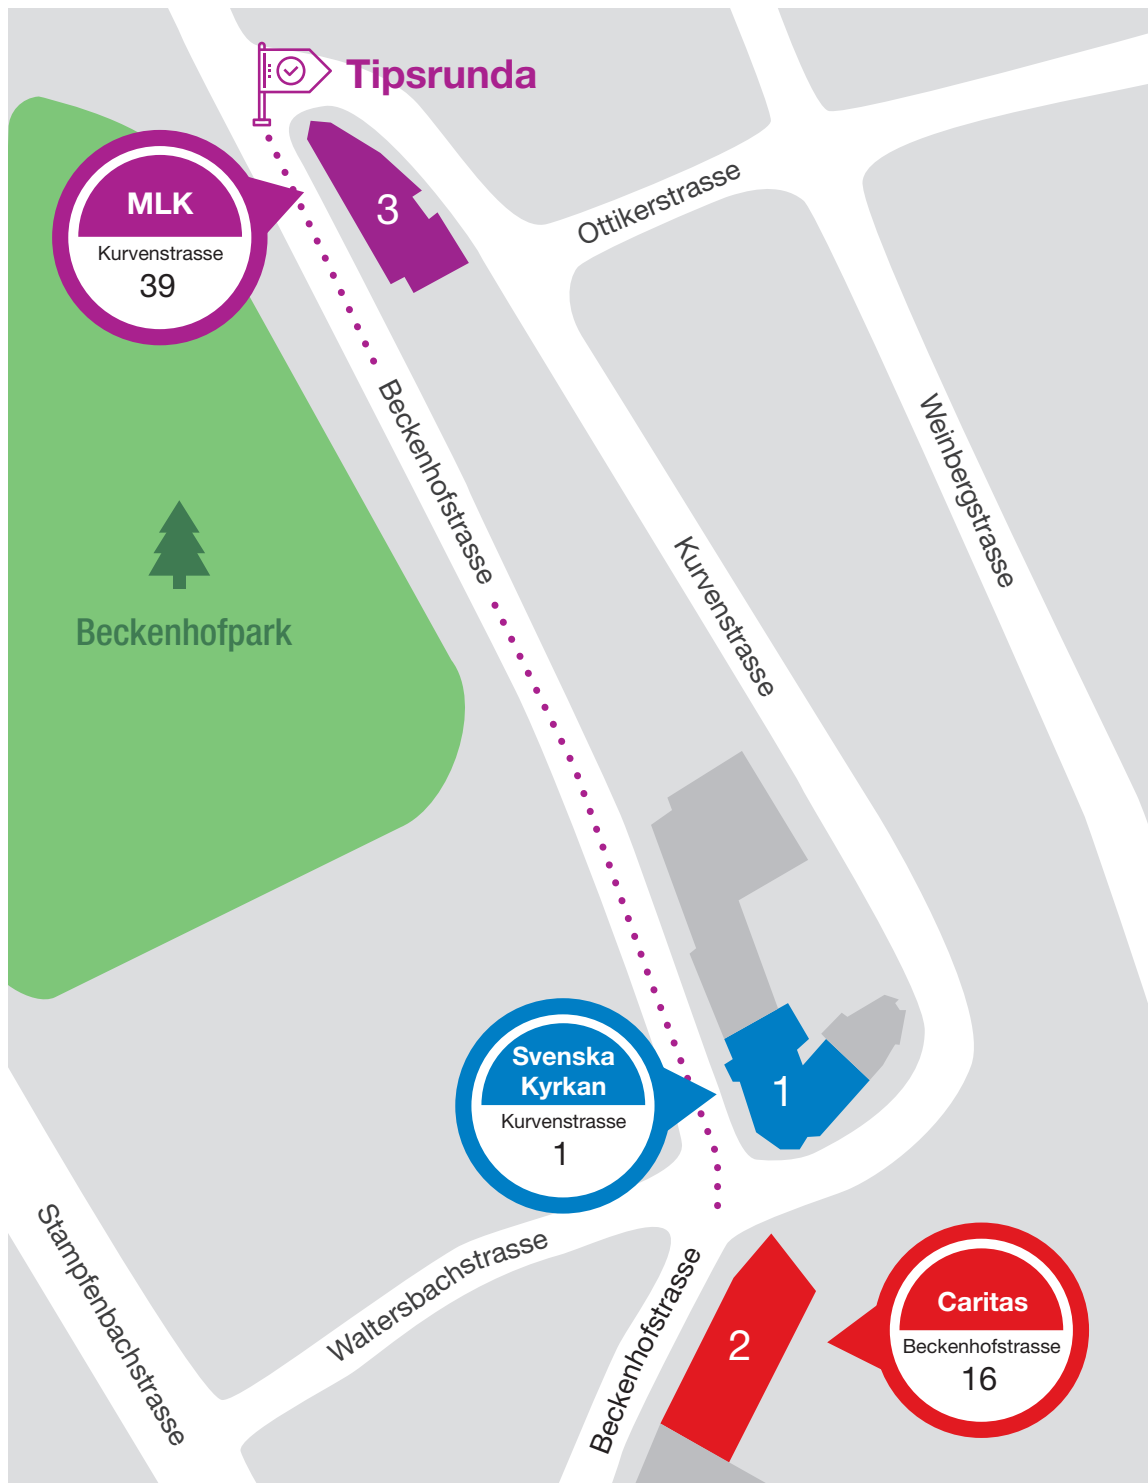 Tipsrunda
MLK
Kurvenstrasse
39
3
Ottikerstrasse
Beckenhofstrasse
Weinbergstrasse
Kurvenstrasse
Beckenhofpark
Svenska
Kyrkan
Kurvenstrasse
1
1
Stampfenbachstrasse
Waltersbachstrasse
Beckenhofstrasse
2
Caritas
Beckenhofstrasse
16